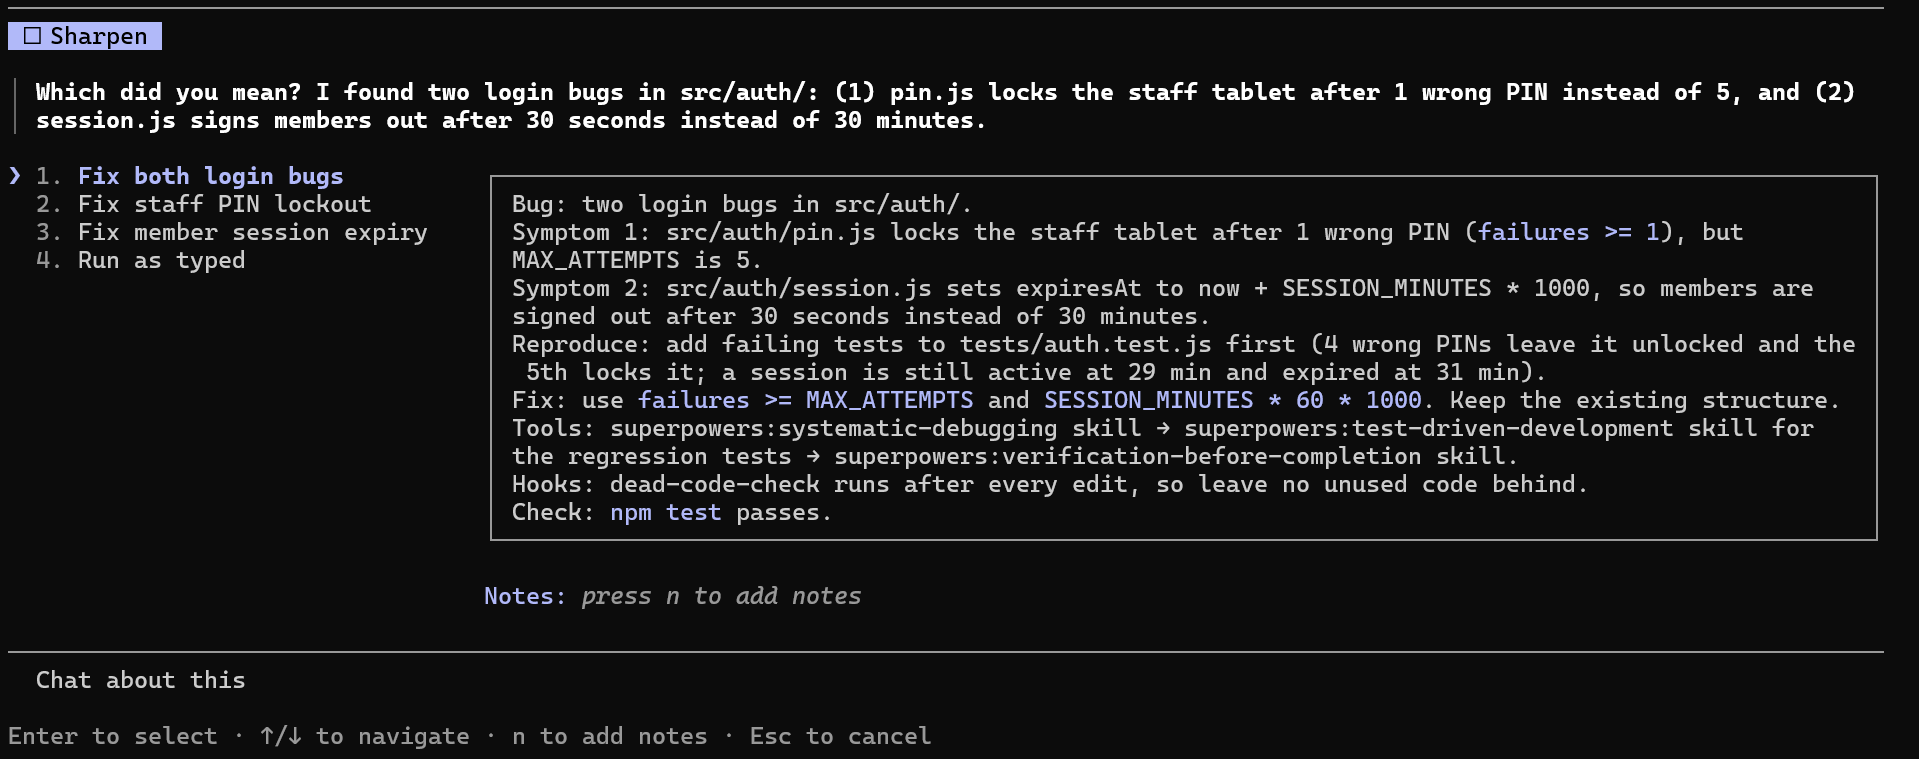 ☐ Sharpen
Which did you mean? I found two login bugs in src/auth/: (1) pin.js locks the staff tablet after 1 wrong PIN instead of 5, and (2)
session.js signs members out after 30 seconds instead of 30 minutes.
❯ 1. Fix both login bugs
2. Fix staff PIN lockout
3. Fix member session expiry
4. Run as typed
Bug: two login bugs in src/auth/.
Symptom 1: src/auth/pin.js locks the staff tablet after 1 wrong PIN (failures >= 1), but
MAX_ATTEMPTS is 5.
Symptom 2: src/auth/session.js sets expiresAt to now + SESSION_MINUTES * 1000, so members are
signed out after 30 seconds instead of 30 minutes.
Reproduce: add failing tests to tests/auth.test.js first (4 wrong PINs leave it unlocked and the
5th locks it; a session is still active at 29 min and expired at 31 min).
Fix: use failures >= MAX_ATTEMPTS and SESSION_MINUTES * 60 * 1000. Keep the existing structure.
Tools: superpowers:systematic-debugging skill → superpowers:test-driven-development skill for
the regression tests → superpowers:verification-before-completion skill.
Hooks: dead-code-check runs after every edit, so leave no unused code behind.
Check: npm test passes.
Notes: press n to add notes
Chat about this
Enter to select · ↑/↓ to navigate · n to add notes · Esc to cancel